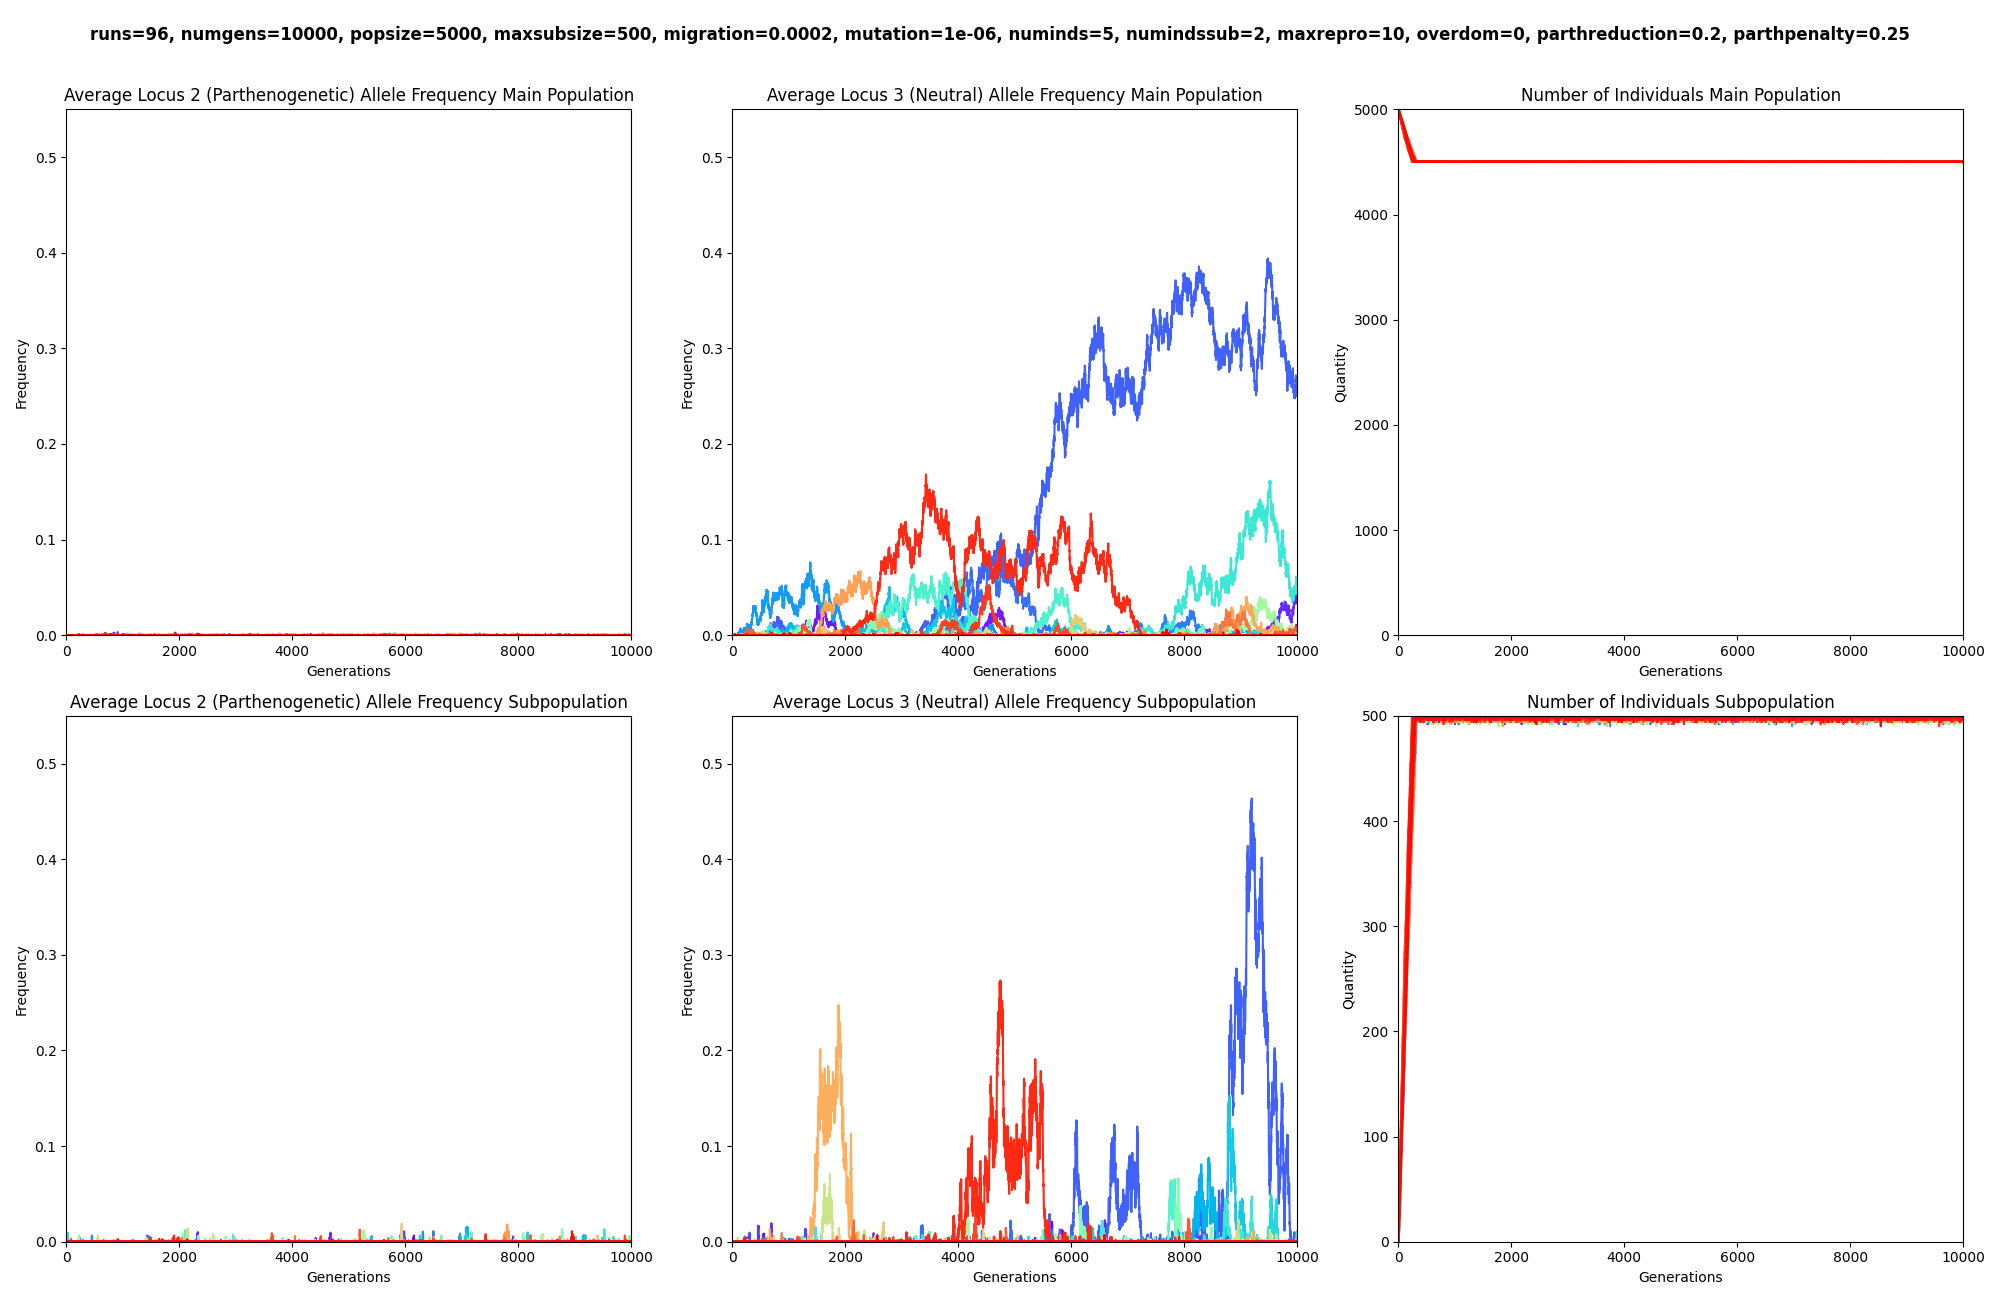 runs=96, numgens=10000, popsize=5000, maxsubsize=500, migration=0.0002, mutation=1e-06, numinds=5, numindssub=2, maxrepro=10, overdom=0, parthreduction=0.2, parthpenalty=0.25
Average Locus 2 (Parthenogenetic) Allele Frequency Main Population
Frequency
0.5
0.4
0.3
0.2
0.1
0.0
0 2000 4000 6000 8000 10000
Generations
Average Locus 3 (Neutral) Allele Frequency Main Population
Frequency
0.5
0.4
0.3
0.2
0.1
0.0
0 2000 4000 6000 8000 10000
Generations
Number of Individuals Main Population
Quantity
5000
4000
3000
2000
1000
0
0 2000 4000 6000 8000 10000
Generations
Average Locus 2 (Parthenogenetic) Allele Frequency Subpopulation
Frequency
0.5
0.4
0.3
0.2
0.1
0.0
0 2000 4000 6000 8000 10000
Generations
Average Locus 3 (Neutral) Allele Frequency Subpopulation
Frequency
0.5
0.4
0.3
0.2
0.1
0.0
0 2000 4000 6000 8000 10000
Generations
Number of Individuals Subpopulation
Quantity
500
400
300
200
100
0
0 2000 4000 6000 8000 10000
Generations